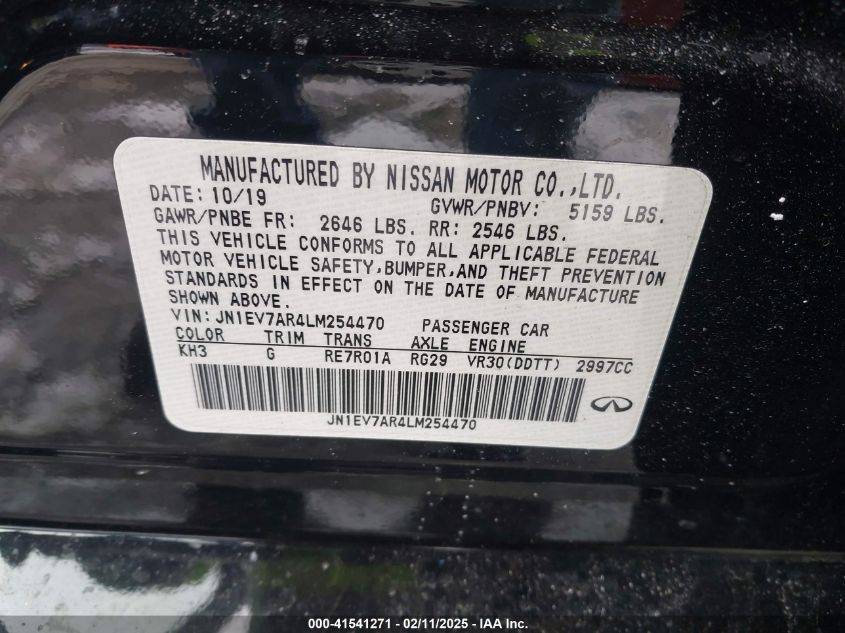 MANUFACTURED BY NISSAN MOTOR CO.,LTD.
DATE: 10/19 GVWR/PNBV: 5159 LBS.
GAWR/PNBE FR: 2646 LBS. RR: 2546 LBS.
THIS VEHICLE CONFORMS TO ALL APPLICABLE FEDERAL
MOTOR VEHICLE SAFETY,BUMPER,AND THEFT PREVENTION
STANDARDS IN EFFECT ON THE DATE OF MANUFACTURE
SHOWN ABOVE.
VIN: JN1EV7AR4LM254470 PASSENGER CAR
COLOR TRIM TRANS AXLE ENGINE
KH3 G RE7R01A RG29 VR30(DDTT) 2997CC
JN1EV7AR4LM254470
000-41541271 - 02/11/2025 - IAA Inc.